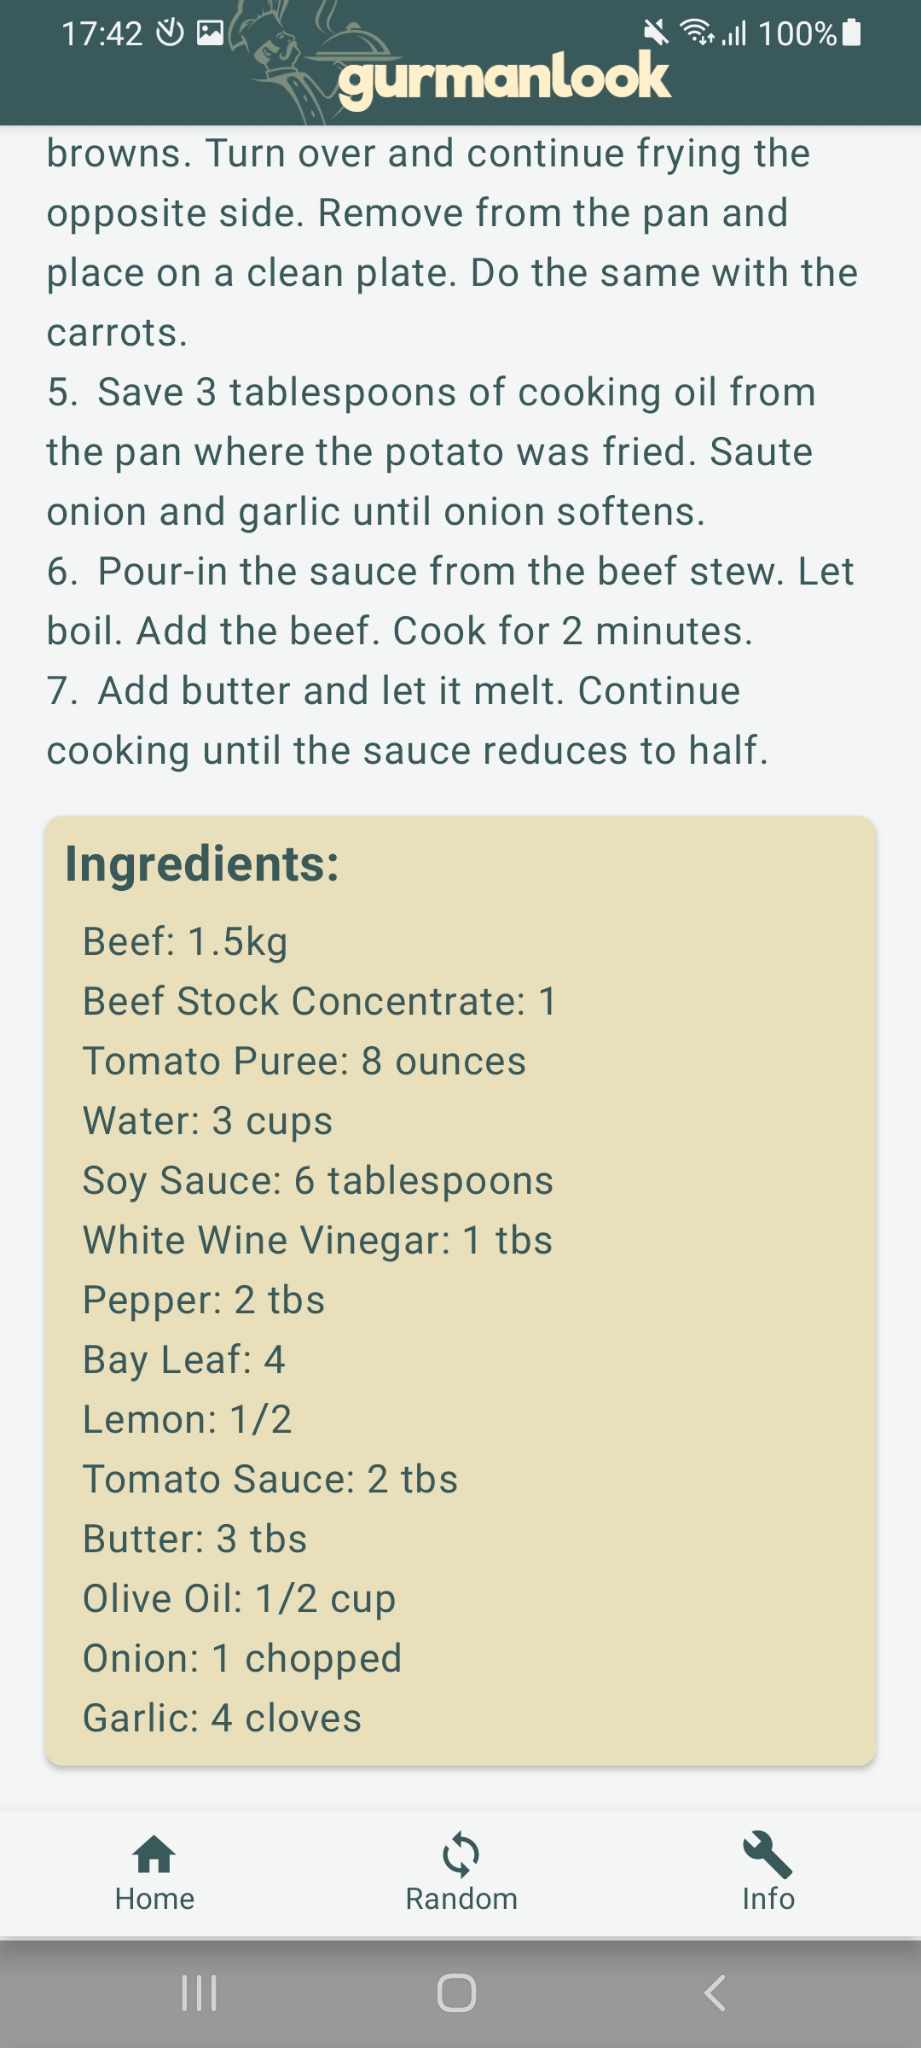 17:42
100%
gurmanlook
browns. Turn over and continue frying the
opposite side. Remove from the pan and
place on a clean plate. Do the same with the
carrots.
5. Save 3 tablespoons of cooking oil from
the pan where the potato was fried. Saute
onion and garlic until onion softens.
6. Pour-in the sauce from the beef stew. Let
boil. Add the beef. Cook for 2 minutes.
7. Add butter and let it melt. Continue
cooking until the sauce reduces to half.
Ingredients:
Beef: 1.5kg
Beef Stock Concentrate: 1
Tomato Puree: 8 ounces
Water: 3 cups
Soy Sauce: 6 tablespoons
White Wine Vinegar: 1 tbs
Pepper: 2 tbs
Bay Leaf: 4
Lemon: 1/2
Tomato Sauce: 2 tbs
Butter: 3 tbs
Olive Oil: 1/2 cup
Onion: 1 chopped
Garlic: 4 cloves
Home
Random
Info